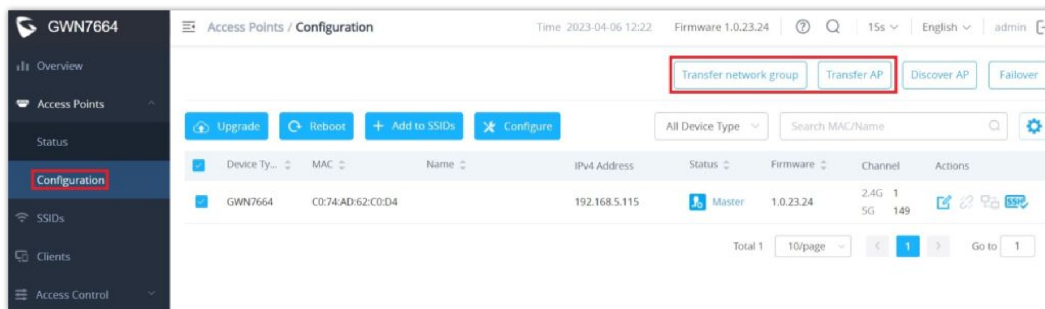 GWN7664
Access Points / Configuration
Time 2023-04-06 12:22
Firmware 1.0.23.24
15s
English
admin
Overview
Access Points
Status
Configuration
SSIDs
Clients
Access Control
Transfer network group
Transfer AP
Discover AP
Failover
Upgrade
Reboot
+ Add to SSIDs
Configure
All Device Type
Search MAC/Name
Device Ty... MAC Name IPv4 Address Status Firmware Channel Actions
GWN7664 C0:74:AD:62:C0:D4 192.168.5.115 Master 1.0.23.24 2.4G 1
5G 149
SSID
Total 1 10/page < 1 > Go to 1